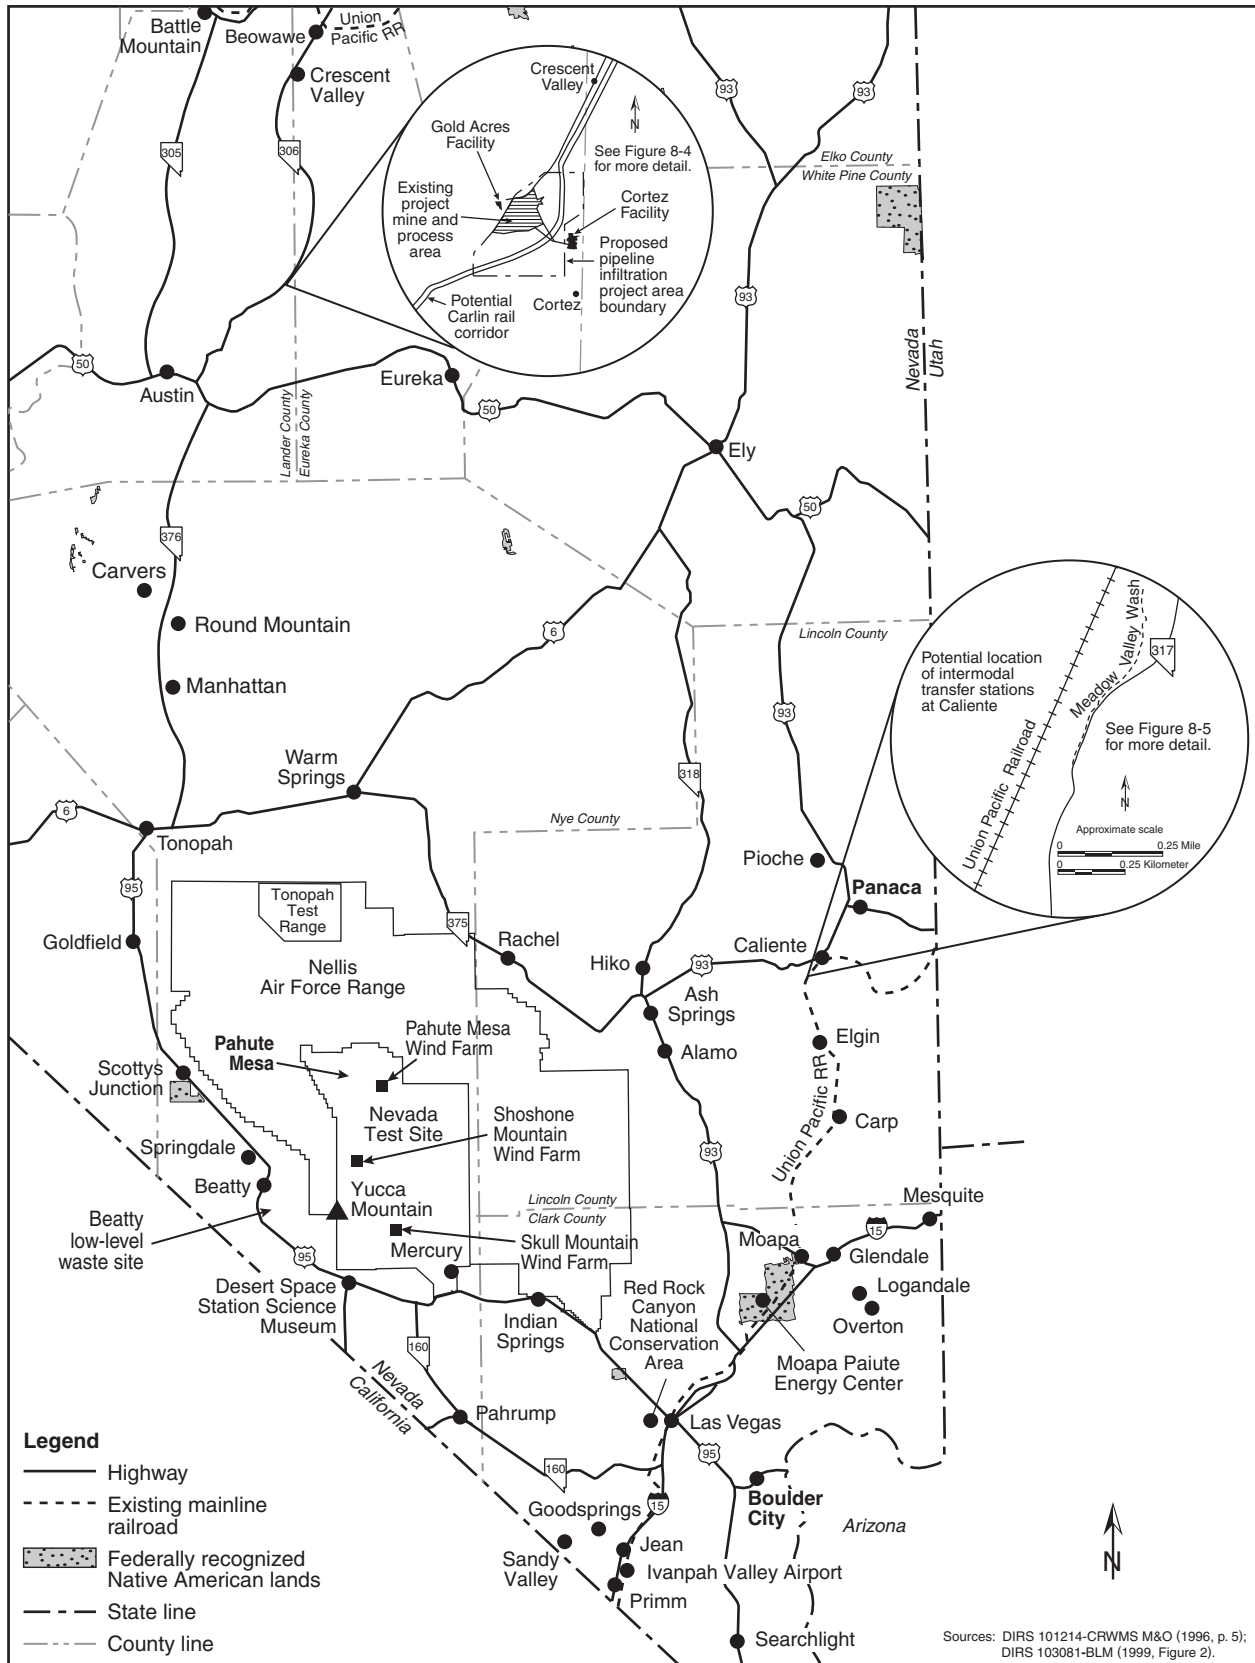 Battle
Mountain
Beowawe
Union
Pacific RR
Crescent
Valley
305
306
Crescent
Valley
N
Gold Acres
Facility
See Figure 8-4
for more detail.
Existing
project
mine and
process
area
Cortez
Facility
Proposed
pipeline
infiltration
project area
boundary
Potential
Carlin rail
corridor
Cortez
93
93
Elko County
White Pine County
93
Nevada
Utah
50
Austin
Eureka
50
Lander County
Eureka County
Ely
50
376
Carvers
Round Mountain
Manhattan
6
Lincoln County
93
Potential location
of intermodal
transfer stations
at Caliente
Union Pacific Railroad
Meadow Valley Wash
317
See Figure 8-5
for more detail.
N
Approximate scale
0 0.25 Mile
0 0.25 Kilometer
Warm
Springs
318
6
Tonopah
Nye County
Pioche
Panaca
95
Tonopah
Test
Range
375
Goldfield
Rachel
Caliente
Hiko
93
Nellis
Air Force Range
Ash
Springs
Pahute Mesa
Wind Farm
Pahute
Mesa
Elgin
Alamo
Scottys
Junction
Union Pacific RR
Nevada
Test Site
Shoshone
Mountain
Wind Farm
Carp
Springdale
93
Beatty
Yucca
Mountain
Lincoln County
Clark County
Mesquite
Beatty
low-level
waste site
15
95
Mercury
Skull Mountain
Wind Farm
Moapa
Glendale
Desert Space
Station Science
Museum
Indian
Springs
Red Rock
Canyon
National
Conservation
Area
Logandale
Overton
160
Moapa Paiute
Energy Center
Nevada
California
Pahrump
Las Vegas
95
160
Boulder
City
15
Goodsprings
Arizona
Jean
Sandy
Valley
Ivanpah Valley Airport
Primm
Searchlight
N
Legend
Highway
Existing mainline
railroad
Federally recognized
Native American lands
State line
County line
Sources: DIRS 101214-CRWMS M&O (1996, p. 5);
DIRS 103081-BLM (1999, Figure 2).